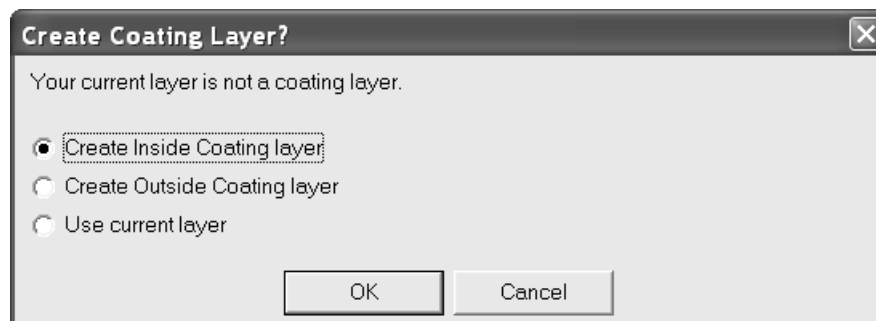 Create Coating Layer?
Your current layer is not a coating layer.
Create Inside Coating layer
Create Outside Coating layer
Use current layer
OK Cancel